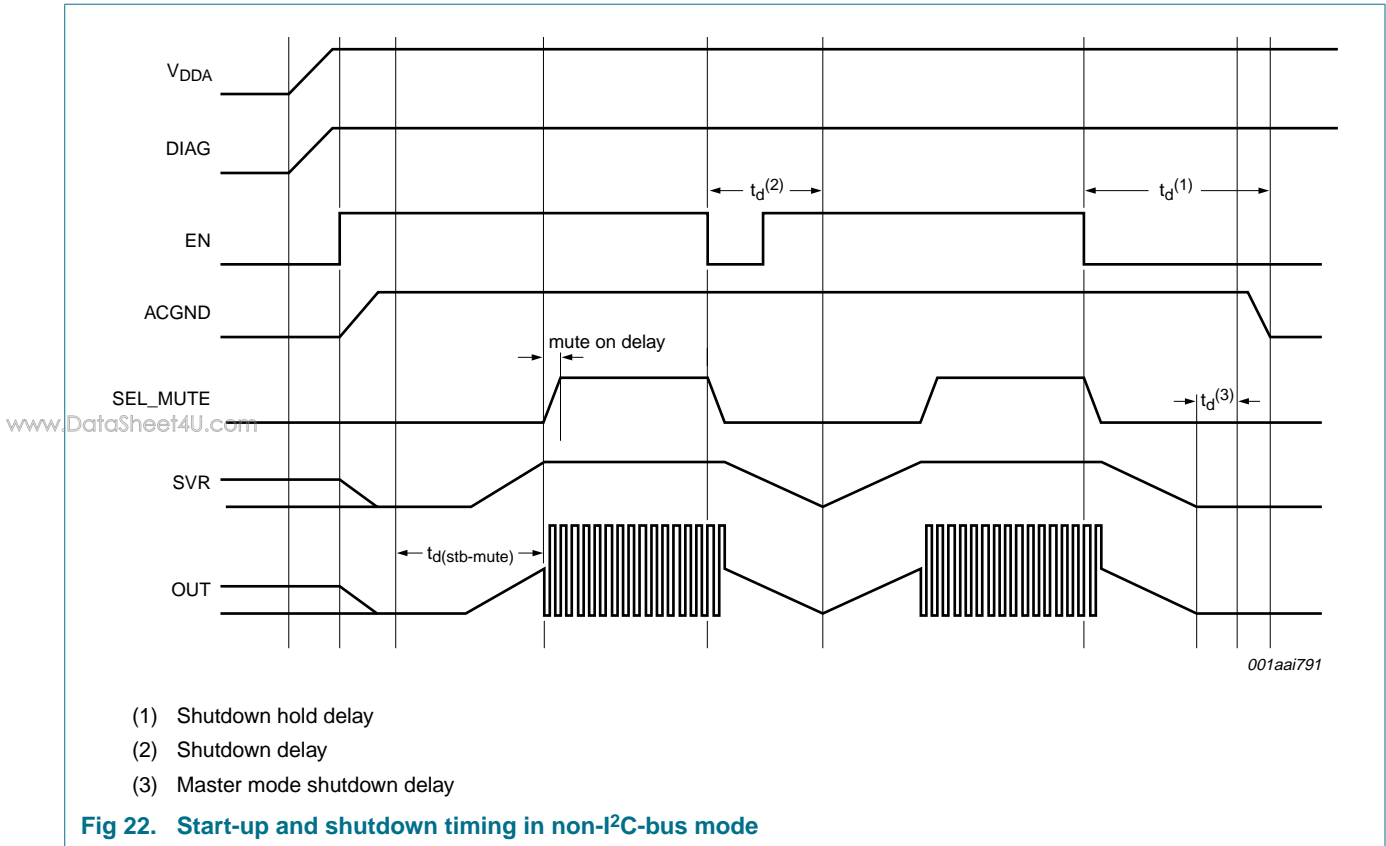 V_DDA
DIAG
t_d^(2)
t_d^(1)
EN
ACGND
mute on delay
SEL_MUTE
t_d^(3)
www.DataSheet4U.com
SVR
t_d(stb-mute)
OUT
001aai791
(1) Shutdown hold delay
(2) Shutdown delay
(3) Master mode shutdown delay
Fig 22. Start-up and shutdown timing in non-I²C-bus mode